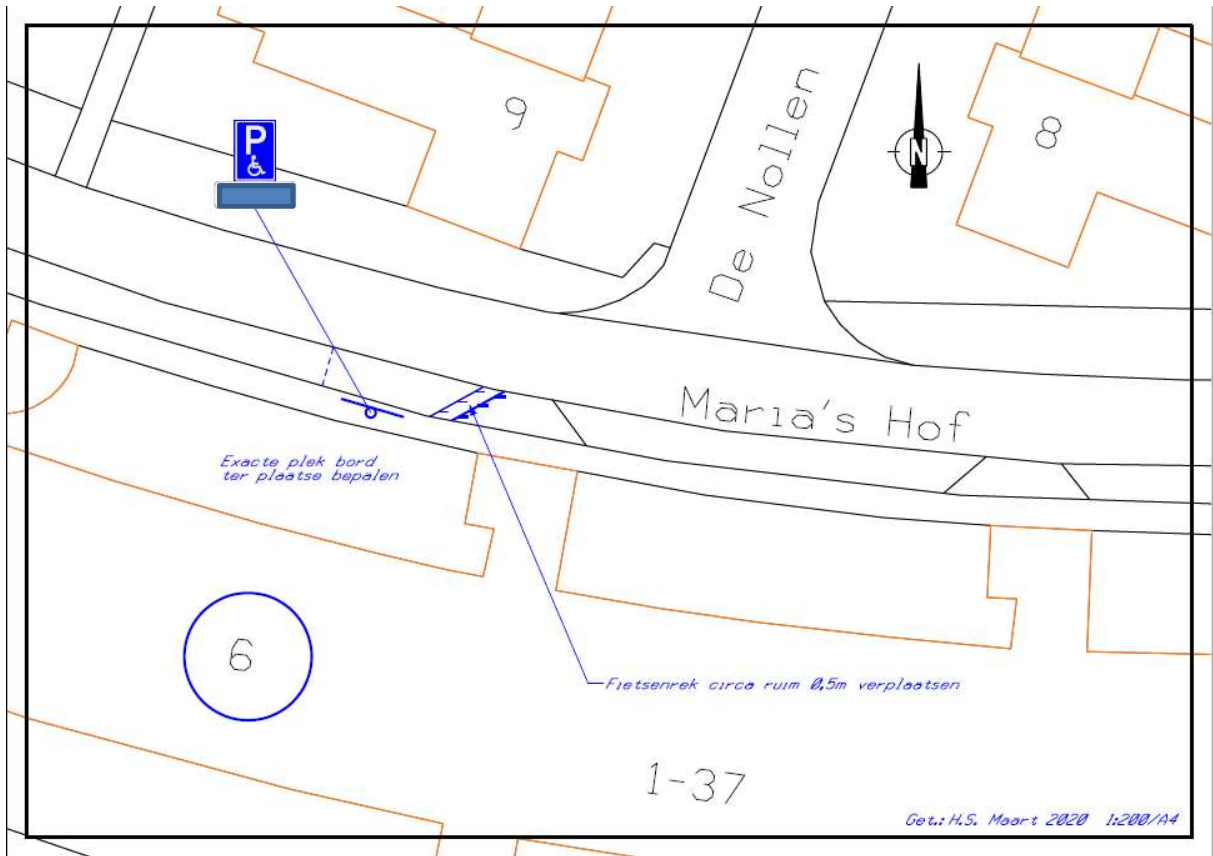 P
9
De Nollen
N
8
Maria's Hof
Exacte plek bord
ter plaatse bepalen
6
Fietsenrek circa ruim 0,5m verplaatsen
1-37
Get.: H.S. Maart 2020 1:200/A4